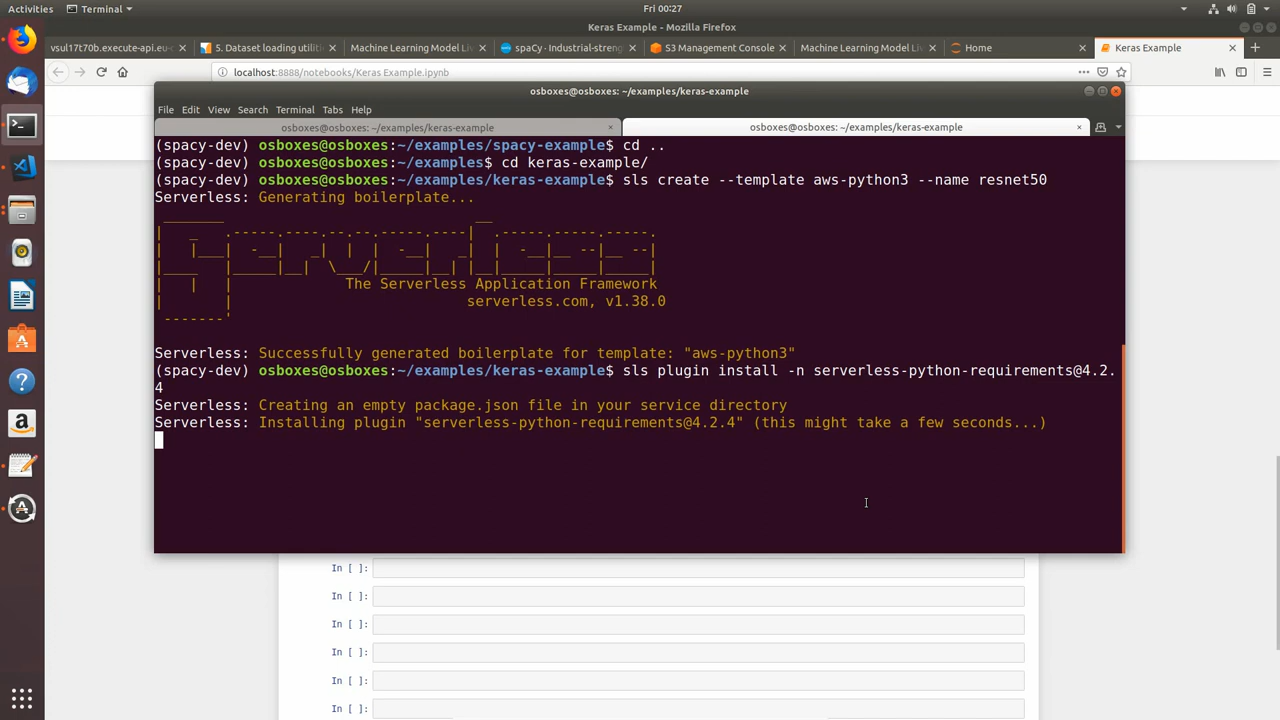 Activities
Terminal
Fri 00:27
Keras Example - Mozilla Firefox
vsul17t70b.execute-api.eu-c
5. Dataset loading utilitie
Machine Learning Model Liv
spaCy - Industrial-streng
S3 Management Console
Machine Learning Model Liv
Home
Keras Example
localhost:8888/notebooks/Keras Example.ipynb
osboxes@osboxes: ~/examples/keras-example
File Edit View Search Terminal Tabs Help
osboxes@osboxes: ~/examples/keras-example
osboxes@osboxes: ~/examples/keras-example
(spacy-dev) osboxes@osboxes:~/examples/spacy-example$ cd ..
(spacy-dev) osboxes@osboxes:~/examples$ cd keras-example/
(spacy-dev) osboxes@osboxes:~/examples/keras-example$ sls create --template aws-python3 --name resnet50
Serverless: Generating boilerplate...
Serverless
The Serverless Application Framework
serverless.com, v1.38.0
Serverless: Successfully generated boilerplate for template: "aws-python3"
(spacy-dev) osboxes@osboxes:~/examples/keras-example$ sls plugin install -n serverless-python-requirements@4.2.
4
Serverless: Creating an empty package.json file in your service directory
Serverless: Installing plugin "serverless-python-requirements@4.2.4" (this might take a few seconds...)
In [ ]:
In [ ]:
In [ ]:
In [ ]:
In [ ]:
In [ ]: